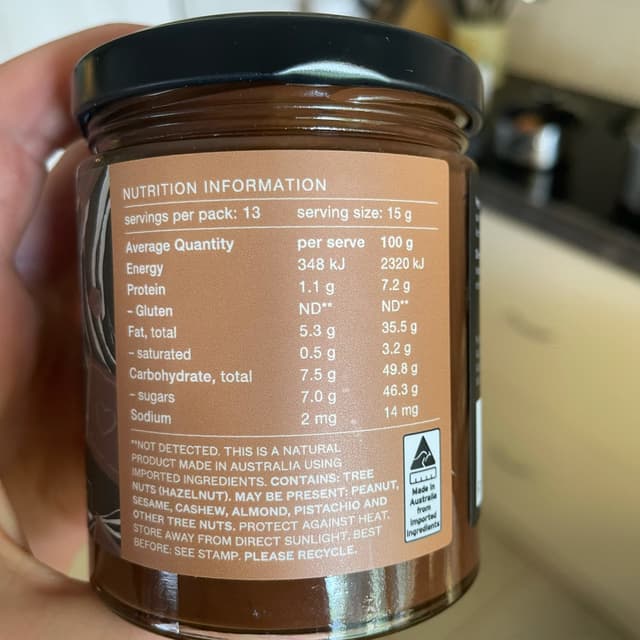 NUTRITION INFORMATION
servings per pack: 13 serving size: 15 g
Average Quantity per serve 100 g
Energy 348 kJ 2320 kJ
Protein 1.1 g 7.2 g
- Gluten ND** ND**
Fat, total 5.3 g 35.5 g
- saturated 0.5 g 3.2 g
Carbohydrate, total 7.5 g 49.8 g
- sugars 7.0 g 46.3 g
Sodium 2 mg 14 mg
**NOT DETECTED. THIS IS A NATURAL
PRODUCT MADE IN AUSTRALIA USING
IMPORTED INGREDIENTS. CONTAINS: TREE
NUTS (HAZELNUT). MAY BE PRESENT: PEANUT,
SESAME, CASHEW, ALMOND, PISTACHIO AND
OTHER TREE NUTS. PROTECT AGAINST HEAT.
STORE AWAY FROM DIRECT SUNLIGHT. BEST
BEFORE: SEE STAMP. PLEASE RECYCLE.
Made in
Australia
from
imported
ingredients